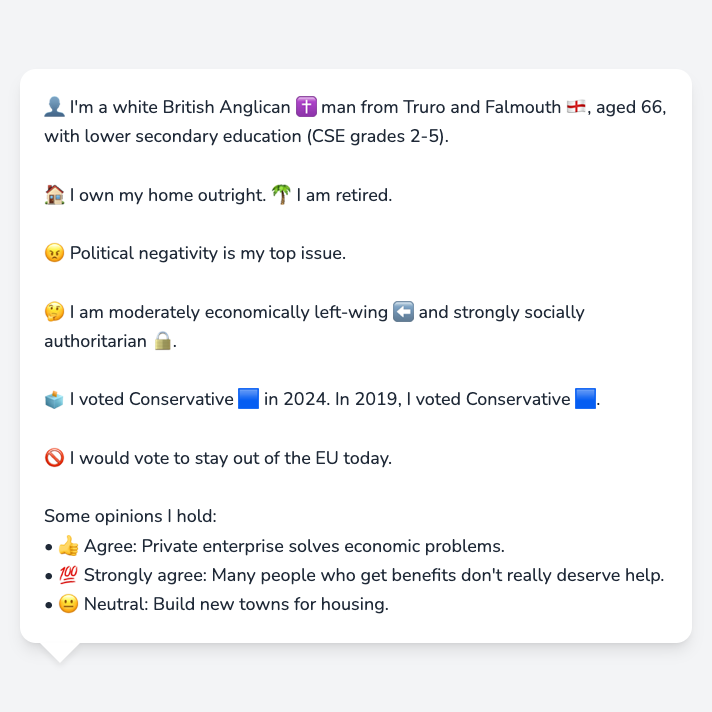 👤 I'm a white British Anglican ✝️ man from Truro and Falmouth 🏴󠁧󠁢󠁥󠁮󠁧󠁿, aged 66,
with lower secondary education (CSE grades 2-5).
🏠 I own my home outright. 🌴 I am retired.
😠 Political negativity is my top issue.
🤔 I am moderately economically left-wing ⬅️ and strongly socially
authoritarian 🔒.
🗳️ I voted Conservative 🟦 in 2024. In 2019, I voted Conservative 🟦.
🚫 I would vote to stay out of the EU today.
Some opinions I hold:
• 👍 Agree: Private enterprise solves economic problems.
• 💯 Strongly agree: Many people who get benefits don't really deserve help.
• 😐 Neutral: Build new towns for housing.